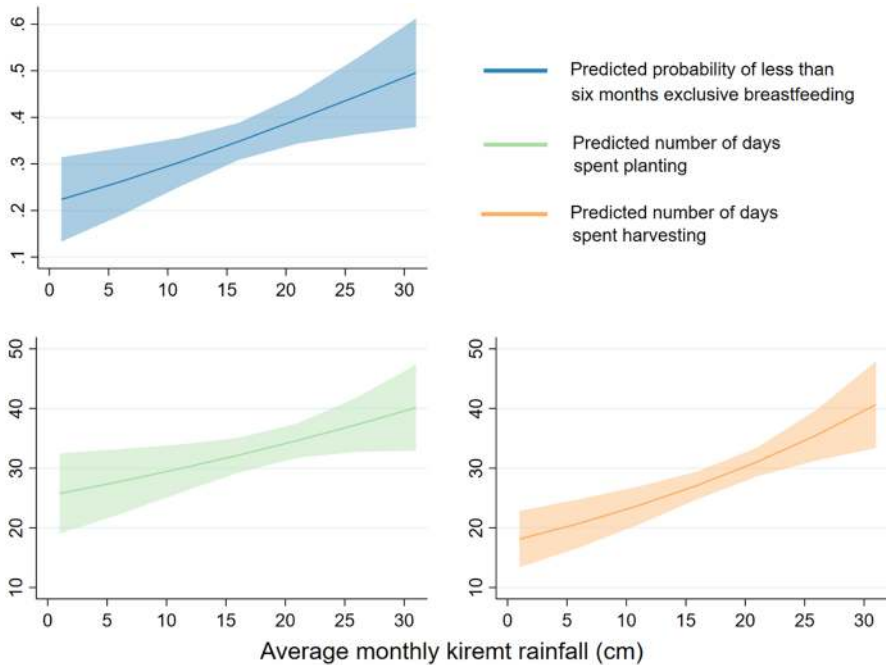 .6
.5
.4
.3
.2
.1
0 5 10 15 20 25 30
Predicted probability of less than
six months exclusive breastfeeding
Predicted number of days
spent planting
Predicted number of days
spent harvesting
50
40
30
20
10
0 5 10 15 20 25 30
50
40
30
20
10
0 5 10 15 20 25 30
Average monthly kiremt rainfall (cm)